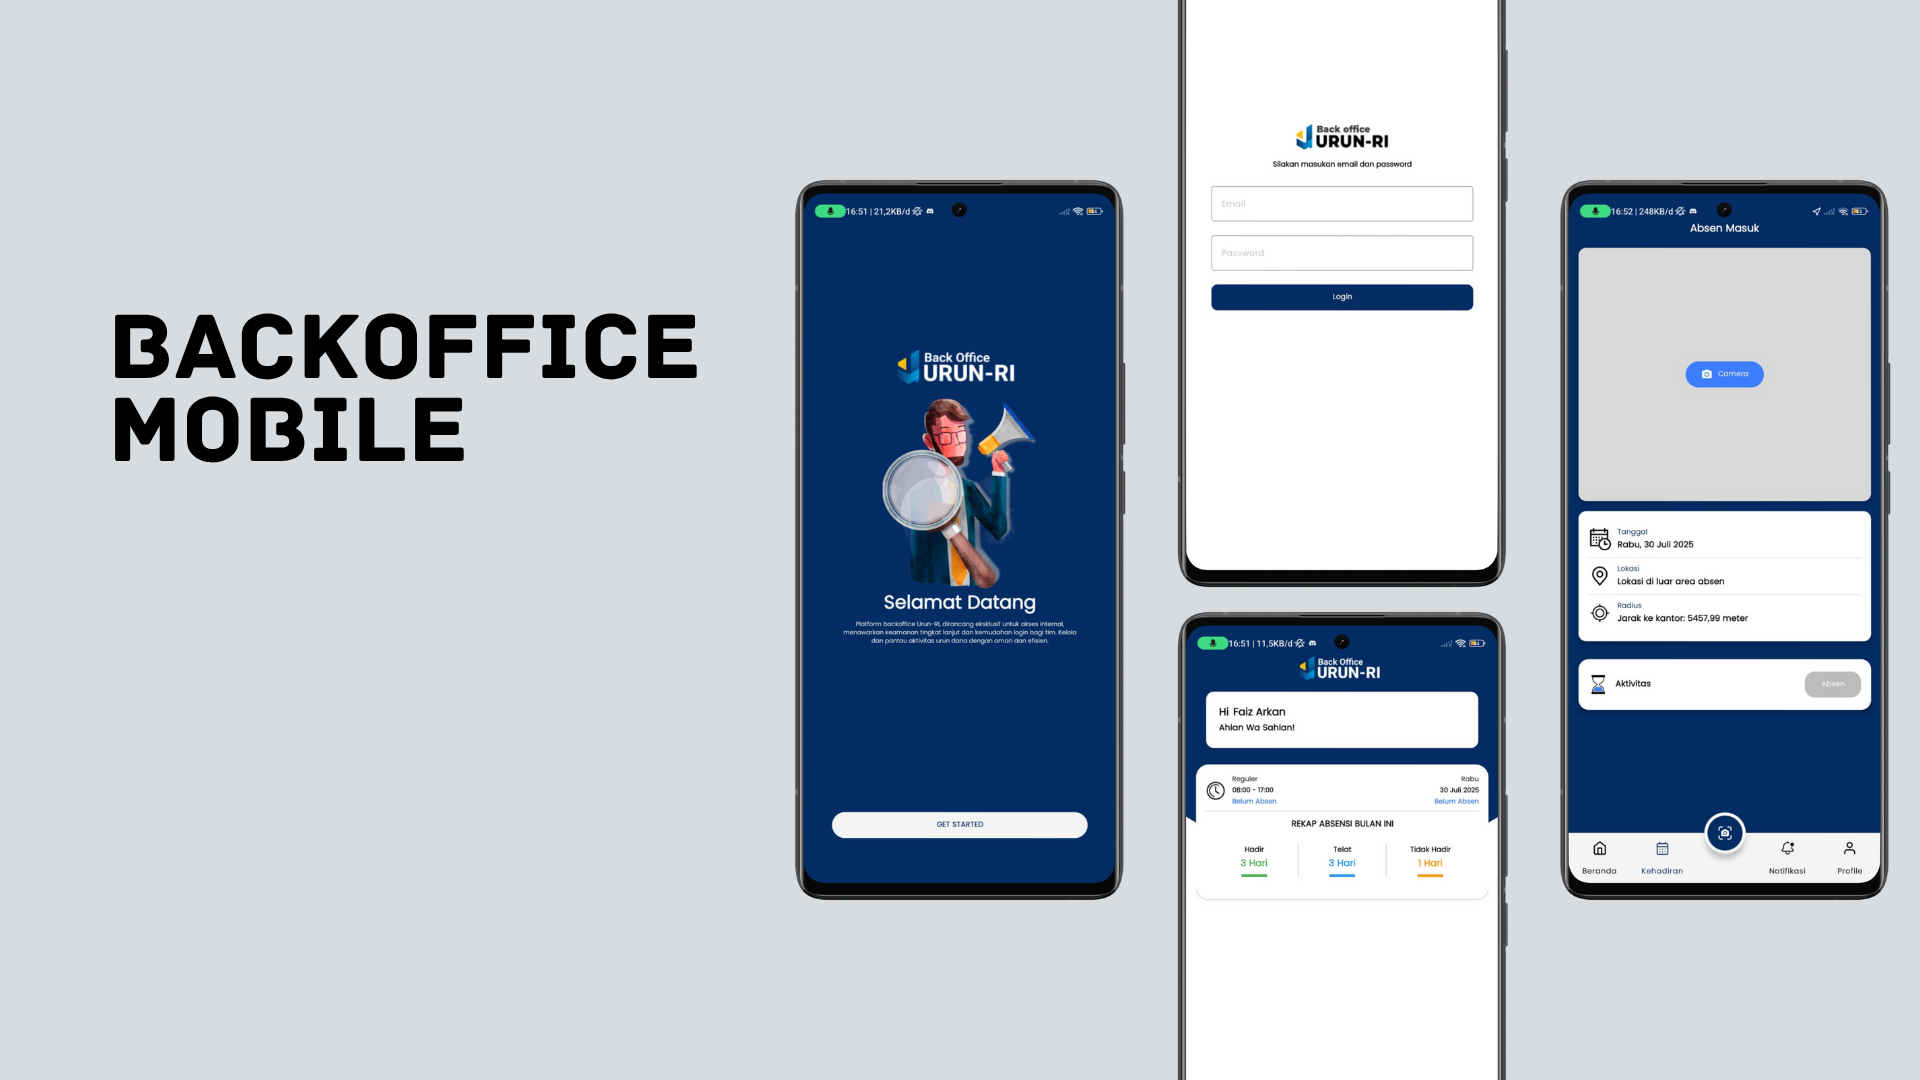 BACKOFFICE
MOBILE
16:51 | 21,2KB/d
Back Office
URUN-RI
Selamat Datang
Platform backoffice Urun-RI, dirancang eksklusif untuk akses internal,
menawarkan keamanan tingkat lanjut dan kemudahan login bagi tim. Kelola
dan pantau aktivitas urun dana dengan aman dan efisien.
GET STARTED
Back office
URUN-RI
Silakan masukan email dan password
Email
Password
Login
16:51 | 11,5KB/d
Back Office
URUN-RI
Hi Faiz Arkan
Ahlan Wa Sahlan!
Reguler
08:00 - 17:00
Belum Absen
Rabu
30 Juli 2025
Belum Absen
REKAP ABSENSI BULAN INI
Hadir
3 Hari
Telat
3 Hari
Tidak Hadir
1 Hari
16:52 | 248KB/d
Absen Masuk
Camera
Tanggal
Rabu, 30 Juli 2025
Lokasi
Lokasi di luar area absen
Radius
Jarak ke kantor: 5457,99 meter
Aktivitas
Absen
Beranda
Kehadiran
Notifikasi
Profile